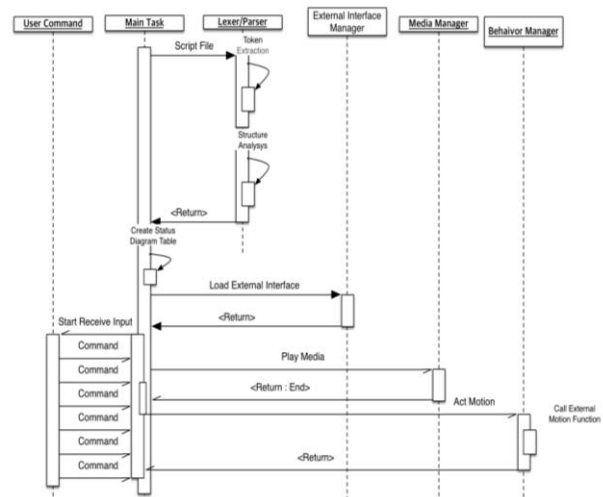 User Command
Main Task
Lexer/Parser
External Interface
Manager
Media Manager
Behaivor Manager
Script File
Token
Extraction
Structure
Analysys
<Return>
Create Status
Diagram Table
Load External Interface
<Return>
Start Receive Input
Command
Play Media
Command
<Return : End>
Command
Act Motion
Command
Call External
Motion Function
Command
<Return>
Command